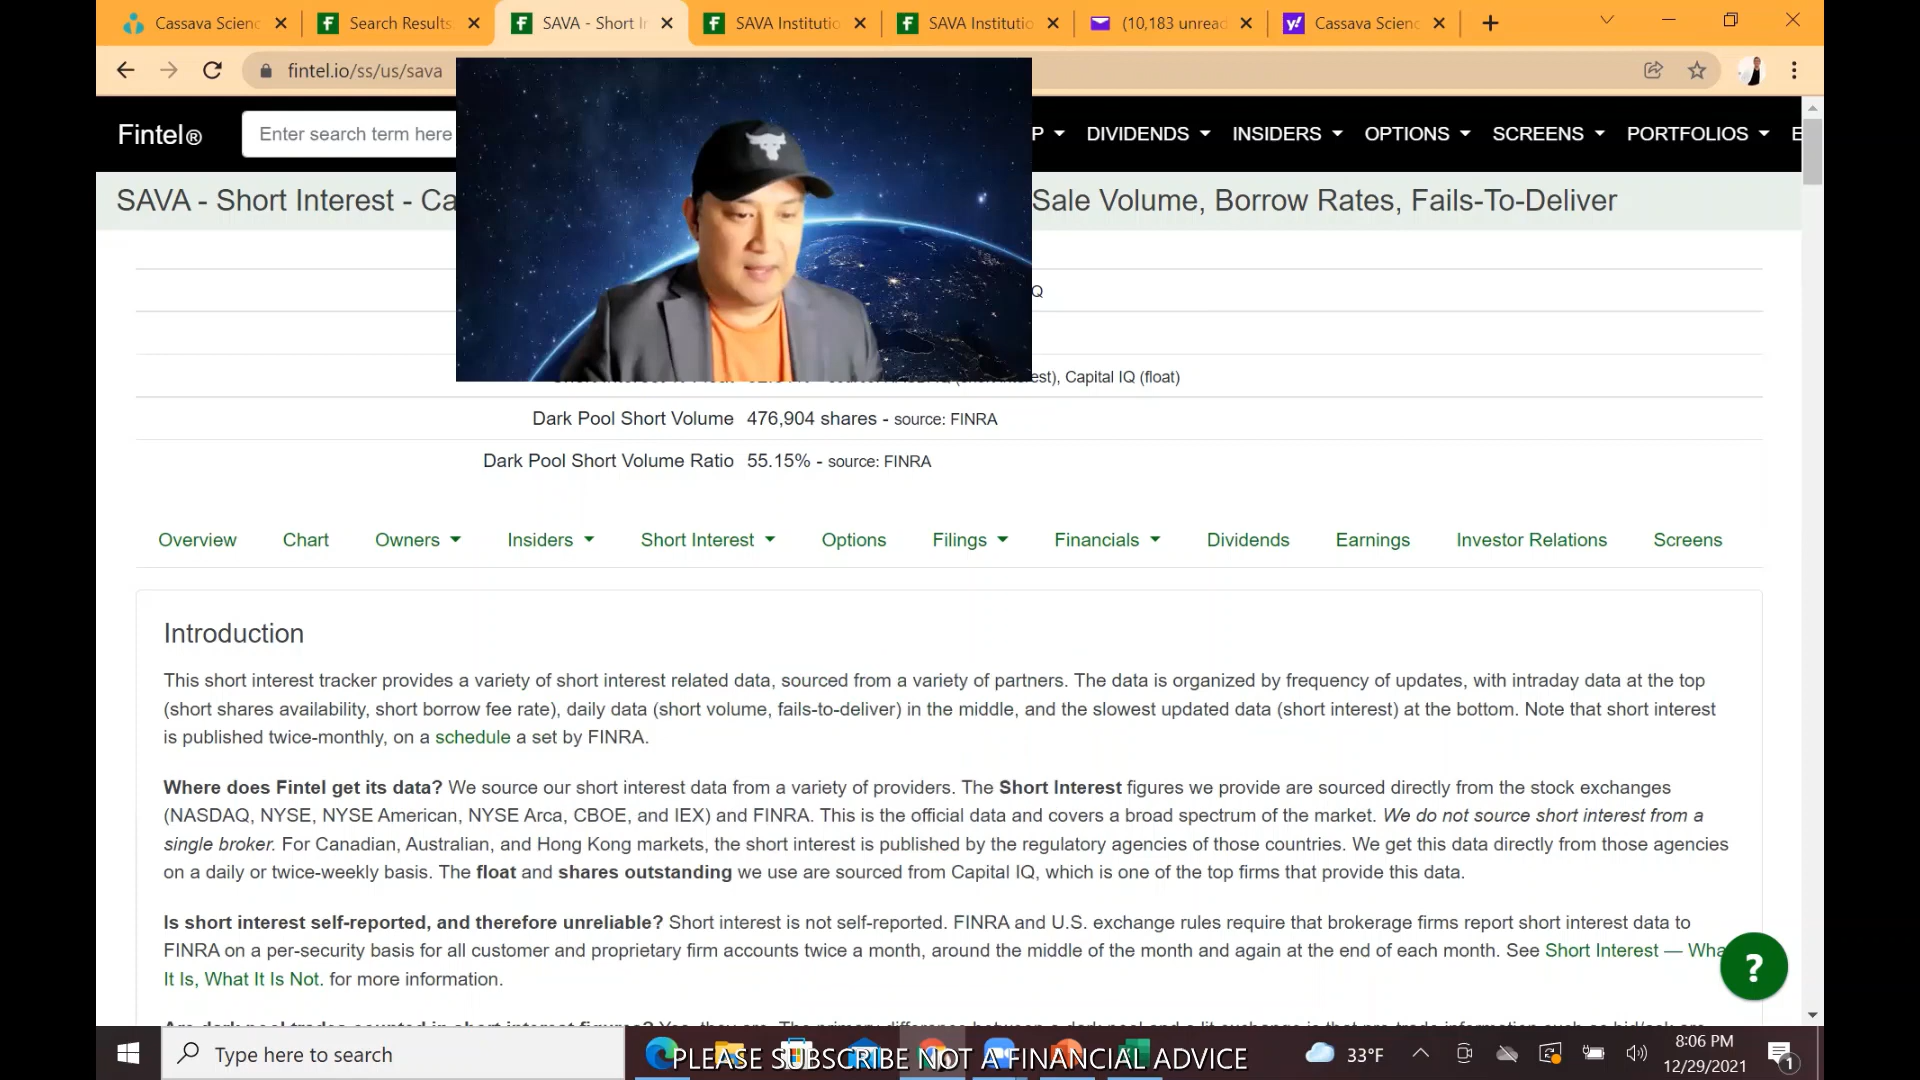 Cassava Scienc
Search Results
SAVA - Short In
SAVA Institutio
SAVA Institutio
(10,183 unread
Cassava Scienc
fintel.io/ss/us/sava
Fintel®
Enter search term here
P
DIVIDENDS
INSIDERS
OPTIONS
SCREENS
PORTFOLIOS
E
SAVA - Short Interest - Ca
Sale Volume, Borrow Rates, Fails-To-Deliver
Q
est), Capital IQ (float)
Dark Pool Short Volume 476,904 shares - source: FINRA
Dark Pool Short Volume Ratio 55.15% - source: FINRA
Overview Chart Owners Insiders Short Interest Options Filings Financials Dividends Earnings Investor Relations Screens
Introduction
This short interest tracker provides a variety of short interest related data, sourced from a variety of partners. The data is organized by frequency of updates, with intraday data at the top
(short shares availability, short borrow fee rate), daily data (short volume, fails-to-deliver) in the middle, and the slowest updated data (short interest) at the bottom. Note that short interest
is published twice-monthly, on a schedule a set by FINRA.
Where does Fintel get its data? We source our short interest data from a variety of providers. The Short Interest figures we provide are sourced directly from the stock exchanges
(NASDAQ, NYSE, NYSE American, NYSE Arca, CBOE, and IEX) and FINRA. This is the official data and covers a broad spectrum of the market. We do not source short interest from a
single broker. For Canadian, Australian, and Hong Kong markets, the short interest is published by the regulatory agencies of those countries. We get this data directly from those agencies
on a daily or twice-weekly basis. The float and shares outstanding we use are sourced from Capital IQ, which is one of the top firms that provide this data.
Is short interest self-reported, and therefore unreliable? Short interest is not self-reported. FINRA and U.S. exchange rules require that brokerage firms report short interest data to
FINRA on a per-security basis for all customer and proprietary firm accounts twice a month, around the middle of the month and again at the end of each month. See Short Interest — Wha
It Is, What It Is Not. for more information.
?
Type here to search
PLEASE SUBSCRIBE NOT A FINANCIAL ADVICE
33°F
8:06 PM
12/29/2021
1